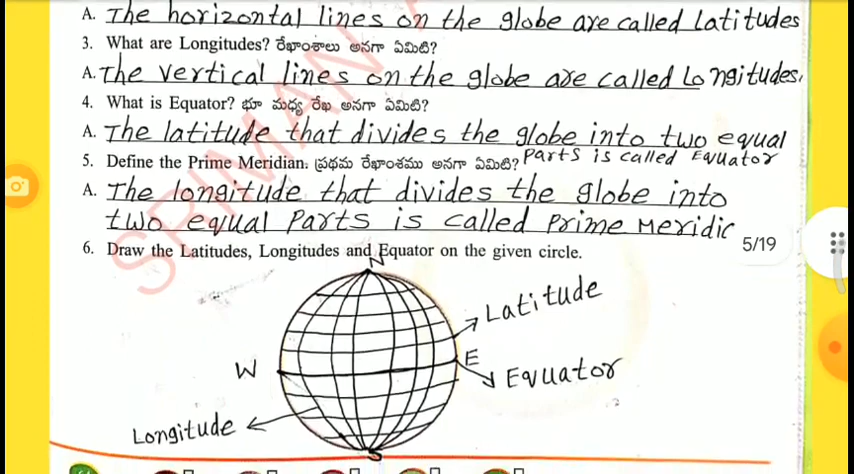 A. The horizontal lines on the globe are called latitudes
3. What are Longitudes? రేఖాంశాలు అనగా ఏమిటి?
A. The vertical lines on the globe are called Longitudes.
4. What is Equator? భూ మధ్య రేఖ అనగా ఏమిటి?
A. The latitude that divides the globe into two equal
Parts is called Equator
5. Define the Prime Meridian. ప్రథమ రేఖాంశము అనగా ఏమిటి?
A. The longitude that divides the globe into
two equal Parts is called Prime Meridic
5/19
6. Draw the Latitudes, Longitudes and Equator on the given circle.
N
Latitude
E
W
Equator
Longitude
S
SRIMAN